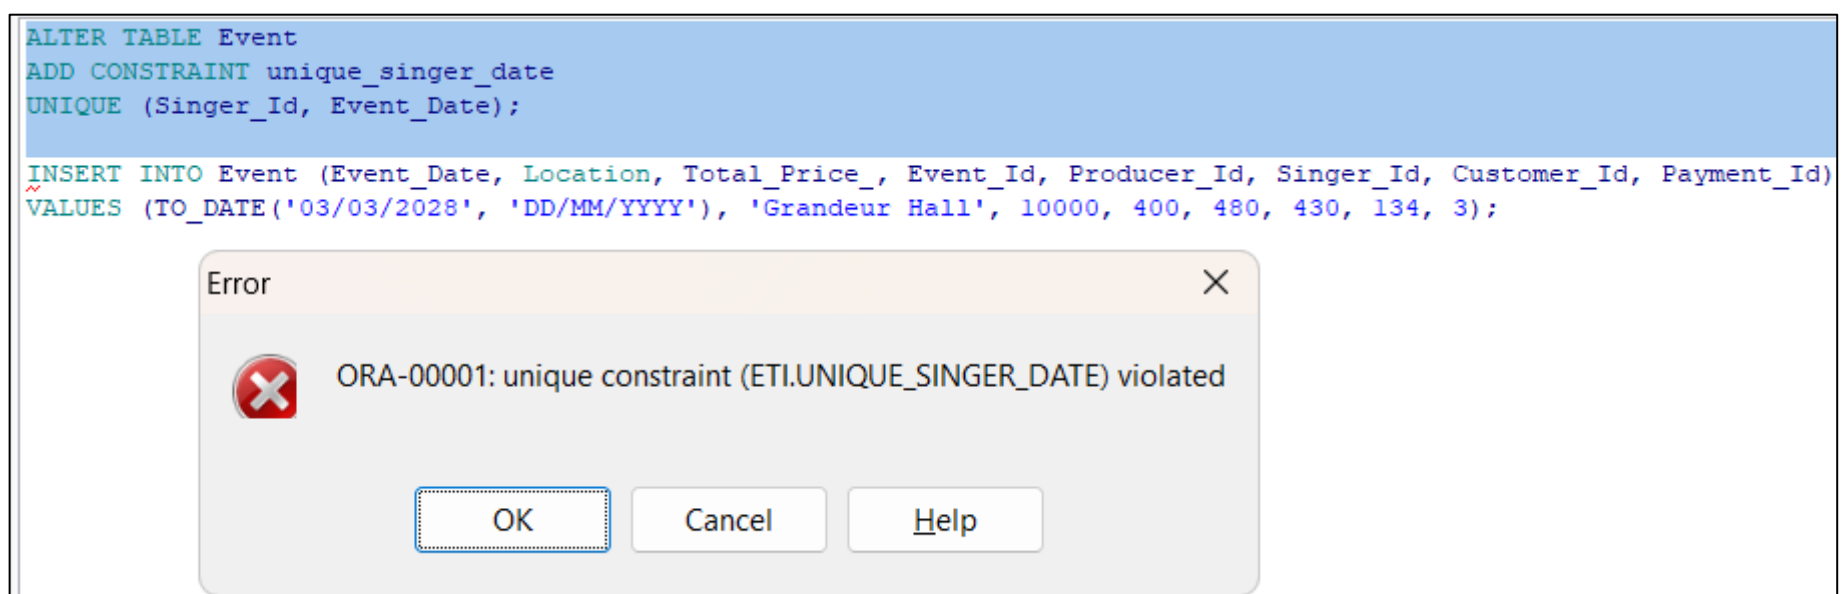 ALTER TABLE Event
ADD CONSTRAINT unique_singer_date
UNIQUE (Singer_Id, Event_Date);
INSERT INTO Event (Event_Date, Location, Total_Price_, Event_Id, Producer_Id, Singer_Id, Customer_Id, Payment_Id)
VALUES (TO_DATE('03/03/2028', 'DD/MM/YYYY'), 'Grandeur Hall', 10000, 400, 480, 430, 134, 3);
Error
ORA-00001: unique constraint (ETI.UNIQUE_SINGER_DATE) violated
OK Cancel Help